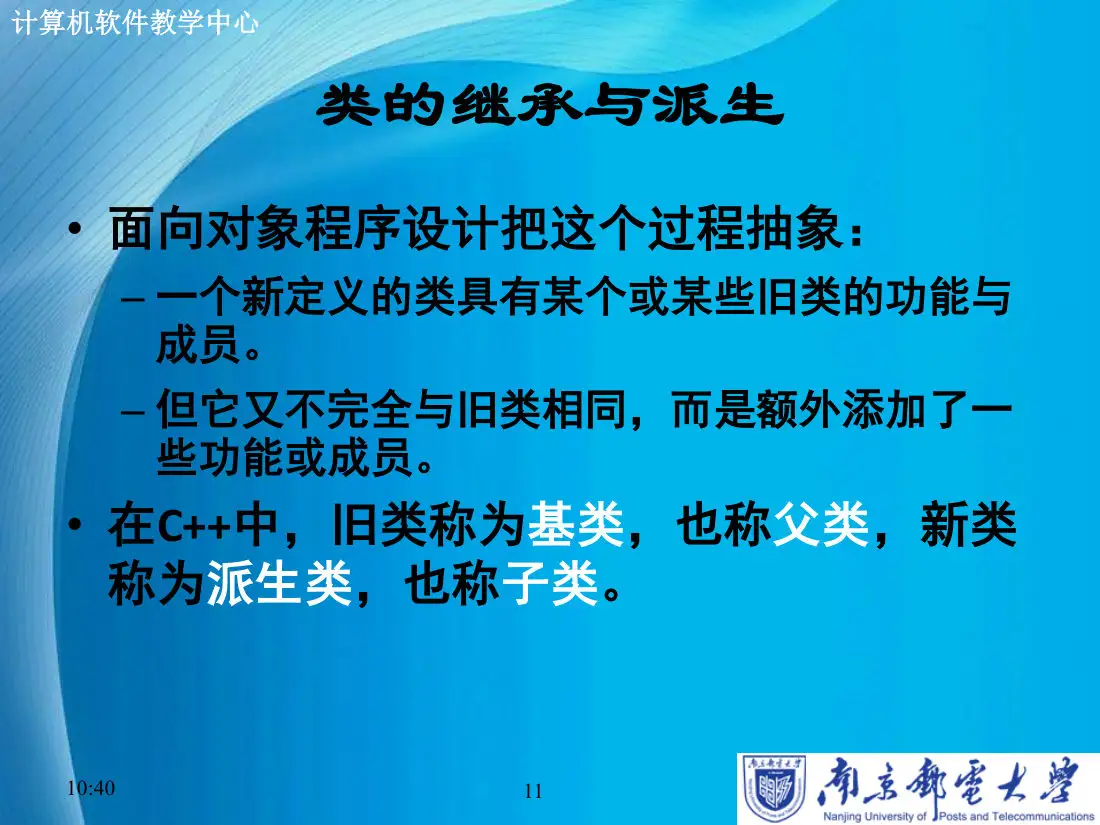 计算机软件教学中心
类的继承与派生
• 面向对象程序设计把这个过程抽象：
– 一个新定义的类具有某个或某些旧类的功能与
成员。
– 但它又不完全与旧类相同，而是额外添加了一
些功能或成员。
• 在C++中，旧类称为基类，也称父类，新类
称为派生类，也称子类。
10:40
11
南京郵電大學
Nanjing University of Posts and Telecommunications